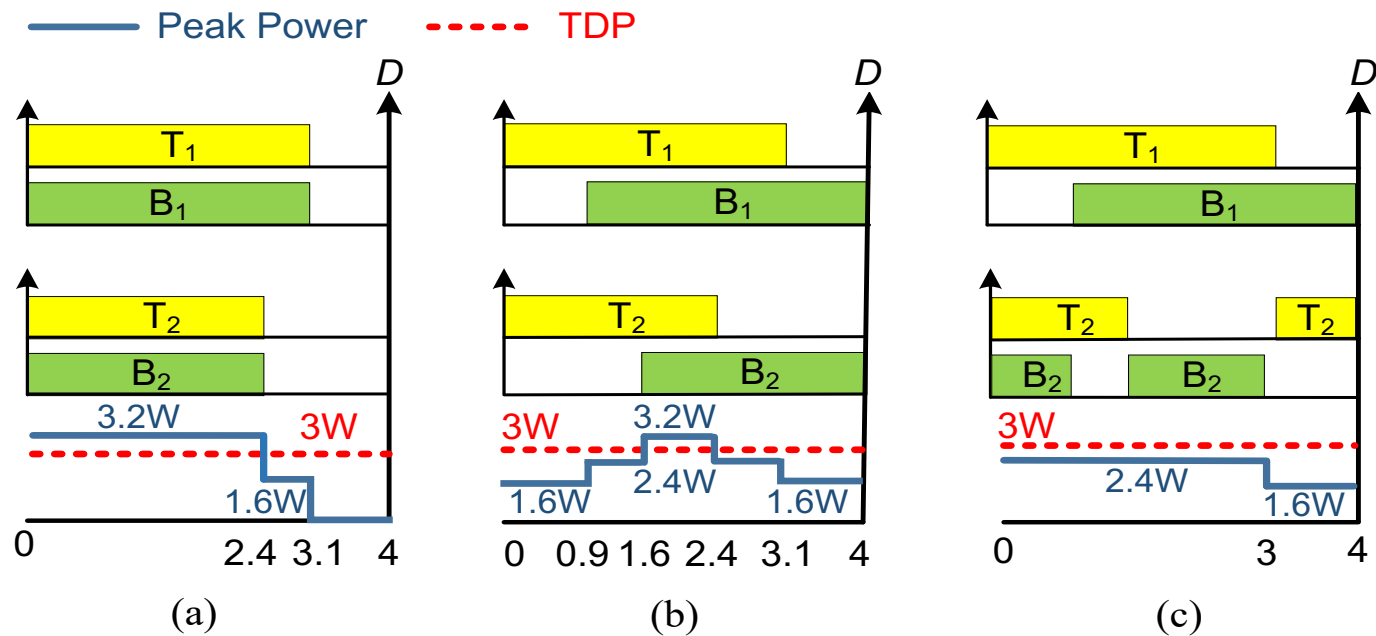 Peak Power TDP
D D D
T₁ T₁ T₁
B₁ B₁ B₁
T₂ T₂ T₂ T₂
B₂ B₂ B₂ B₂
3.2W 3W 1.6W
3W 3.2W 1.6W 2.4W 1.6W
3W 2.4W 1.6W
0 2.4 3.1 4
0 0.9 1.6 2.4 3.1 4
0 3 4
(a) (b) (c)